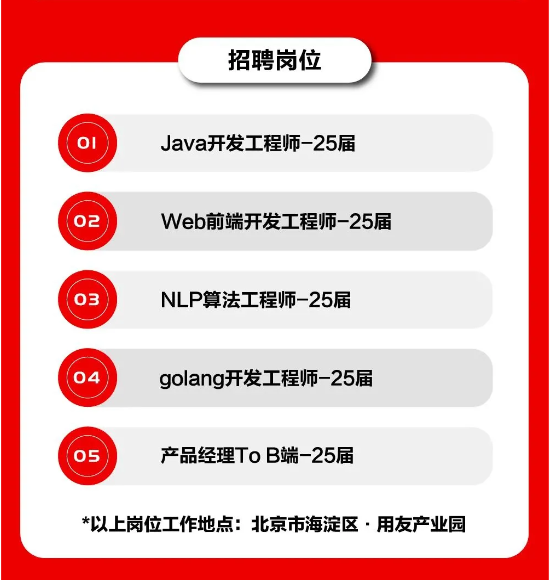 招聘岗位
01 Java开发工程师-25届
02 Web前端开发工程师-25届
03 NLP算法工程师-25届
04 golang开发工程师-25届
05 产品经理To B端-25届
*以上岗位工作地点：北京市海淀区·用友产业园